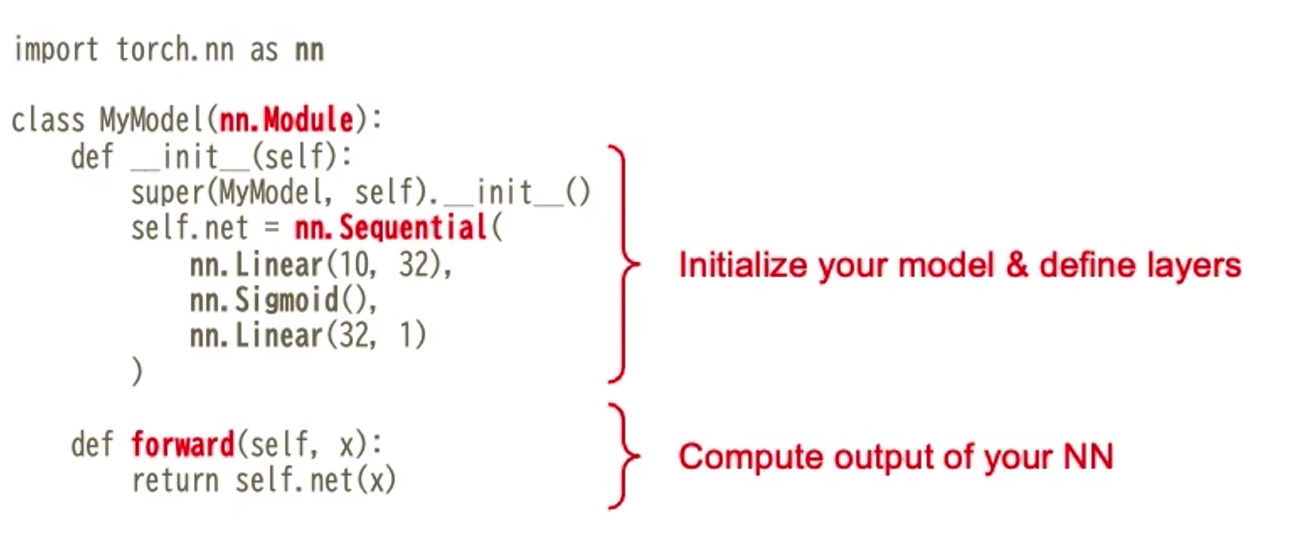 import torch.nn as nn
class MyModel(nn.Module):
    def __init__(self):
        super(MyModel, self).__init__()
        self.net = nn.Sequential(
            nn.Linear(10, 32),
            nn.Sigmoid(),
            nn.Linear(32, 1)
        )
Initialize your model & define layers
    def forward(self, x):
        return self.net(x)
Compute output of your NN